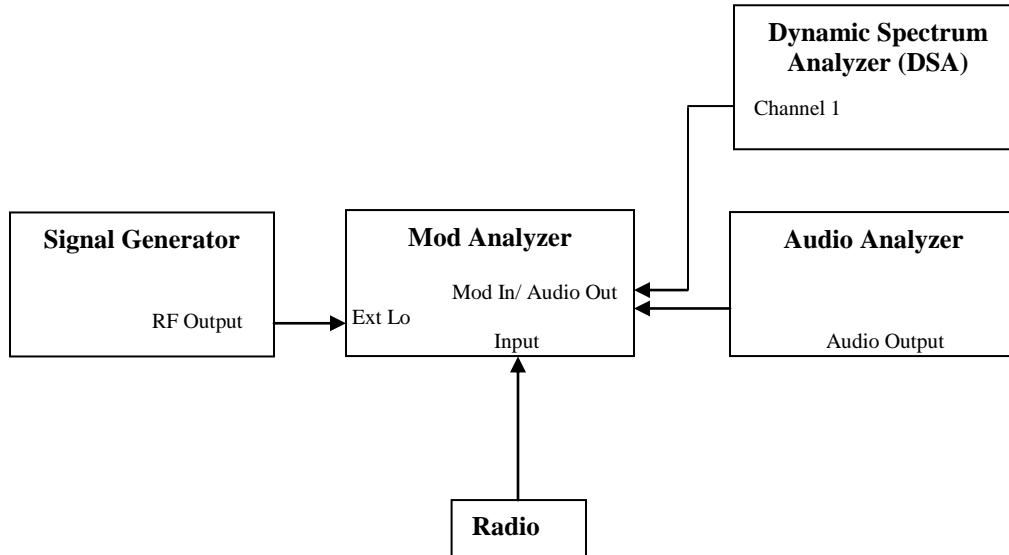 Dynamic Spectrum
Analyzer (DSA)
Channel 1
Signal Generator
RF Output
Mod Analyzer
Mod In/ Audio Out
Ext Lo
Input
Audio Analyzer
Audio Output
Radio